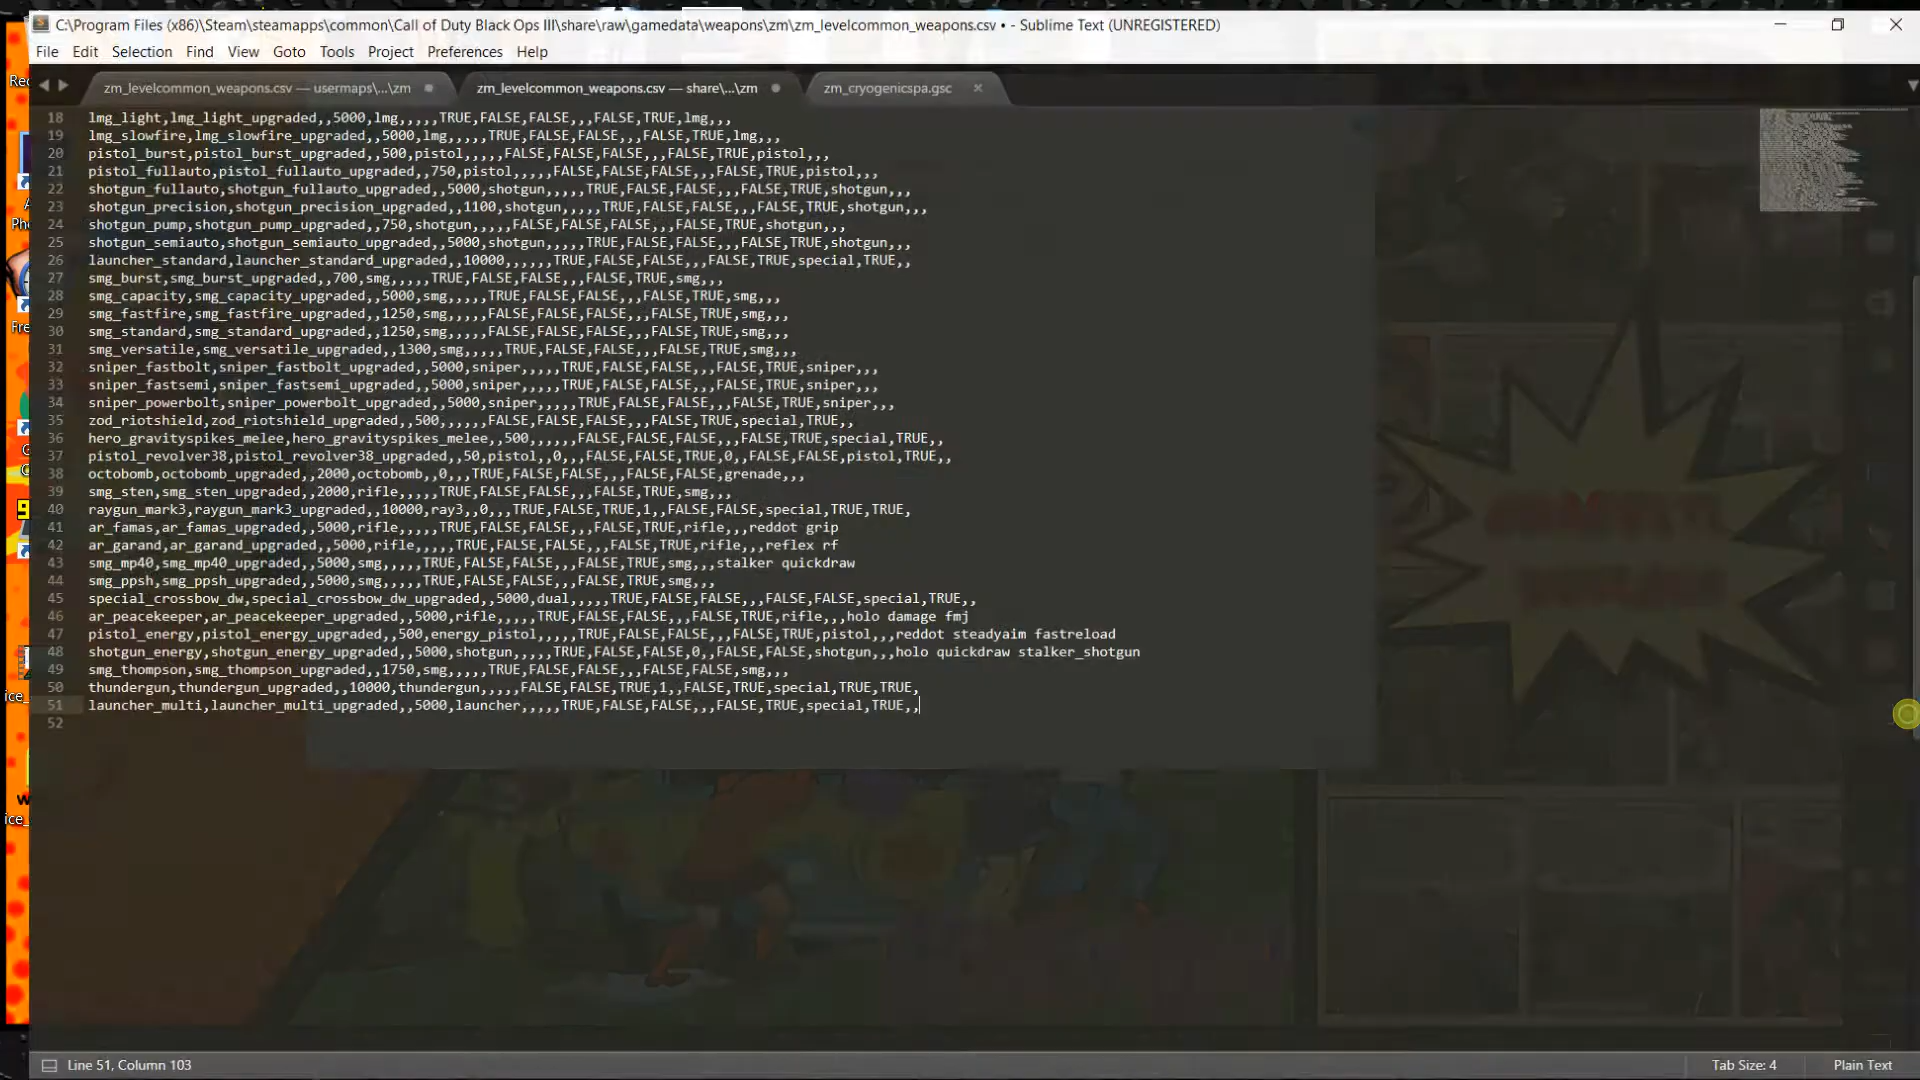 C:\Program Files (x86)\Steam\steamapps\common\Call of Duty Black Ops III\share\raw\gamedata\weapons\zm\zm_levelcommon_weapons.csv • - Sublime Text (UNREGISTERED)
File Edit Selection Find View Goto Tools Project Preferences Help
zm_levelcommon_weapons.csv — usermaps\...\zm zm_levelcommon_weapons.csv — share\...\zm zm_cryogenicspa.gsc
18 lmg_light,lmg_light_upgraded,,5000,lmg,,,,,TRUE,FALSE,FALSE,,,FALSE,TRUE,lmg,,,
19 lmg_slowfire,lmg_slowfire_upgraded,,5000,lmg,,,,,TRUE,FALSE,FALSE,,,FALSE,TRUE,lmg,,,
20 pistol_burst,pistol_burst_upgraded,,500,pistol,,,,,FALSE,FALSE,FALSE,,,FALSE,TRUE,pistol,,,
21 pistol_fullauto,pistol_fullauto_upgraded,,750,pistol,,,,,FALSE,FALSE,FALSE,,,FALSE,TRUE,pistol,,,
22 shotgun_fullauto,shotgun_fullauto_upgraded,,5000,shotgun,,,,,TRUE,FALSE,FALSE,,,FALSE,TRUE,shotgun,,,
23 shotgun_precision,shotgun_precision_upgraded,,1100,shotgun,,,,,TRUE,FALSE,FALSE,,,FALSE,TRUE,shotgun,,,
24 shotgun_pump,shotgun_pump_upgraded,,750,shotgun,,,,,FALSE,FALSE,FALSE,,,FALSE,TRUE,shotgun,,,
25 shotgun_semiauto,shotgun_semiauto_upgraded,,5000,shotgun,,,,,TRUE,FALSE,FALSE,,,FALSE,TRUE,shotgun,,,
26 launcher_standard,launcher_standard_upgraded,,10000,,,,,,TRUE,FALSE,FALSE,,,FALSE,TRUE,special,TRUE,,
27 smg_burst,smg_burst_upgraded,,700,smg,,,,,TRUE,FALSE,FALSE,,,FALSE,TRUE,smg,,,
28 smg_capacity,smg_capacity_upgraded,,5000,smg,,,,,TRUE,FALSE,FALSE,,,FALSE,TRUE,smg,,,
29 smg_fastfire,smg_fastfire_upgraded,,1250,smg,,,,,FALSE,FALSE,FALSE,,,FALSE,TRUE,smg,,,
30 smg_standard,smg_standard_upgraded,,1250,smg,,,,,FALSE,FALSE,FALSE,,,FALSE,TRUE,smg,,,
31 smg_versatile,smg_versatile_upgraded,,1300,smg,,,,,TRUE,FALSE,FALSE,,,FALSE,TRUE,smg,,,
32 sniper_fastbolt,sniper_fastbolt_upgraded,,5000,sniper,,,,,TRUE,FALSE,FALSE,,,FALSE,TRUE,sniper,,,
33 sniper_fastsemi,sniper_fastsemi_upgraded,,5000,sniper,,,,,TRUE,FALSE,FALSE,,,FALSE,TRUE,sniper,,,
34 sniper_powerbolt,sniper_powerbolt_upgraded,,5000,sniper,,,,,TRUE,FALSE,FALSE,,,FALSE,TRUE,sniper,,,
35 zod_riotshield,zod_riotshield_upgraded,,500,,,,,,FALSE,FALSE,FALSE,,,FALSE,TRUE,special,TRUE,,
36 hero_gravityspikes_melee,hero_gravityspikes_melee,,500,,,,,,FALSE,FALSE,FALSE,,,FALSE,TRUE,special,TRUE,,
37 pistol_revolver38,pistol_revolver38_upgraded,,50,pistol,,0,,,FALSE,FALSE,TRUE,0,,FALSE,FALSE,pistol,TRUE,,
38 octobomb,octobomb_upgraded,,2000,octobomb,,0,,,TRUE,FALSE,FALSE,,,FALSE,FALSE,grenade,,,
39 smg_sten,smg_sten_upgraded,,2000,rifle,,,,,TRUE,FALSE,FALSE,,,FALSE,TRUE,smg,,,
40 raygun_mark3,raygun_mark3_upgraded,,10000,ray3,,0,,,TRUE,FALSE,TRUE,1,,FALSE,FALSE,special,TRUE,TRUE,
41 ar_famas,ar_famas_upgraded,,5000,rifle,,,,,TRUE,FALSE,FALSE,,,FALSE,TRUE,rifle,,,reddot grip
42 ar_garand,ar_garand_upgraded,,5000,rifle,,,,,TRUE,FALSE,FALSE,,,FALSE,TRUE,rifle,,,reflex rf
43 smg_mp40,smg_mp40_upgraded,,5000,smg,,,,,TRUE,FALSE,FALSE,,,FALSE,TRUE,smg,,,stalker quickdraw
44 smg_ppsh,smg_ppsh_upgraded,,5000,smg,,,,,TRUE,FALSE,FALSE,,,FALSE,TRUE,smg,,,
45 special_crossbow_dw,special_crossbow_dw_upgraded,,5000,dual,,,,,TRUE,FALSE,FALSE,,,FALSE,FALSE,special,TRUE,,
46 ar_peacekeeper,ar_peacekeeper_upgraded,,5000,rifle,,,,,TRUE,FALSE,FALSE,,,FALSE,TRUE,rifle,,,holo damage fmj
47 pistol_energy,pistol_energy_upgraded,,500,energy_pistol,,,,,TRUE,FALSE,FALSE,,,FALSE,TRUE,pistol,,,reddot steadyaim fastreload
48 shotgun_energy,shotgun_energy_upgraded,,5000,shotgun,,,,,TRUE,FALSE,FALSE,0,,FALSE,FALSE,shotgun,,,holo quickdraw stalker_shotgun
49 smg_thompson,smg_thompson_upgraded,,1750,smg,,,,,TRUE,FALSE,FALSE,,,FALSE,FALSE,smg,,,
50 thundergun,thundergun_upgraded,,10000,thundergun,,,,,FALSE,FALSE,TRUE,1,,FALSE,TRUE,special,TRUE,TRUE,
51 launcher_multi,launcher_multi_upgraded,,5000,launcher,,,,,TRUE,FALSE,FALSE,,,FALSE,TRUE,special,TRUE,,
52
Line 51, Column 103 Tab Size: 4 Plain Text